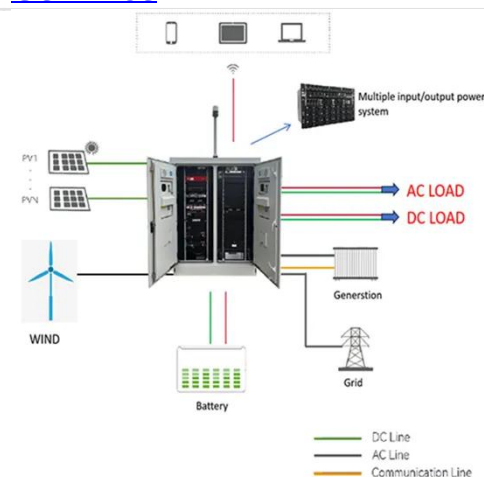 Multiple input/output power
system
PV1
PVN
AC LOAD
DC LOAD
WIND
Generstion
Grid
Battery
DC Line
AC Line
Communication Line